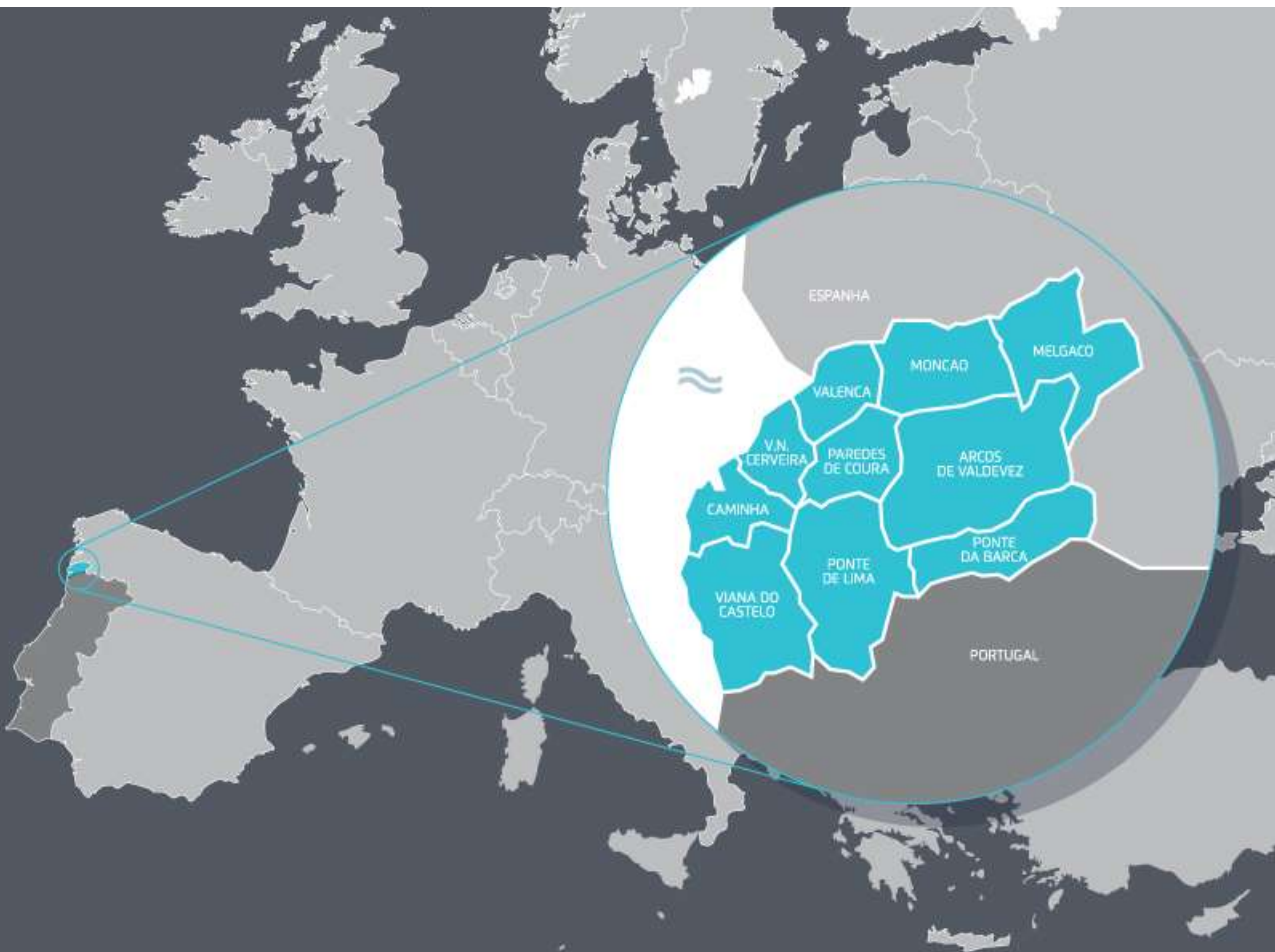 ESPANHA
MELGACO
MONCAO
VALENCA
V.N.
CERVEIRA
PAREDES
DE COURA
ARCOS
DE VALDEVEZ
CAMINHA
PONTE
DA BARCA
PONTE
DE LIMA
VIANA DO
CASTELO
PORTUGAL